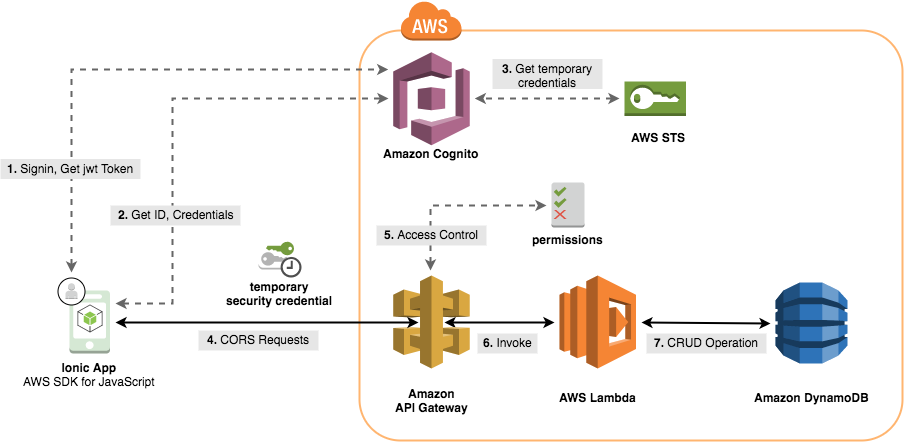 AWS
3. Get temporary
credentials
AWS STS
Amazon Cognito
1. Signin, Get jwt Token
2. Get ID, Credentials
5. Access Control
permissions
temporary
security credential
4. CORS Requests
6. Invoke
7. CRUD Operation
Ionic App
AWS SDK for JavaScript
Amazon
API Gateway
AWS Lambda
Amazon DynamoDB